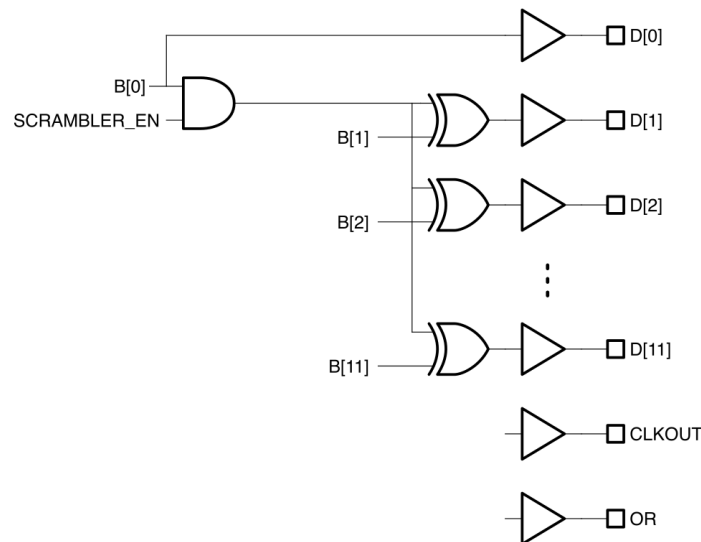 D[0]
B[0]
SCRAMBLER_EN
D[1]
B[1]
D[2]
B[2]
D[11]
B[11]
CLKOUT
OR